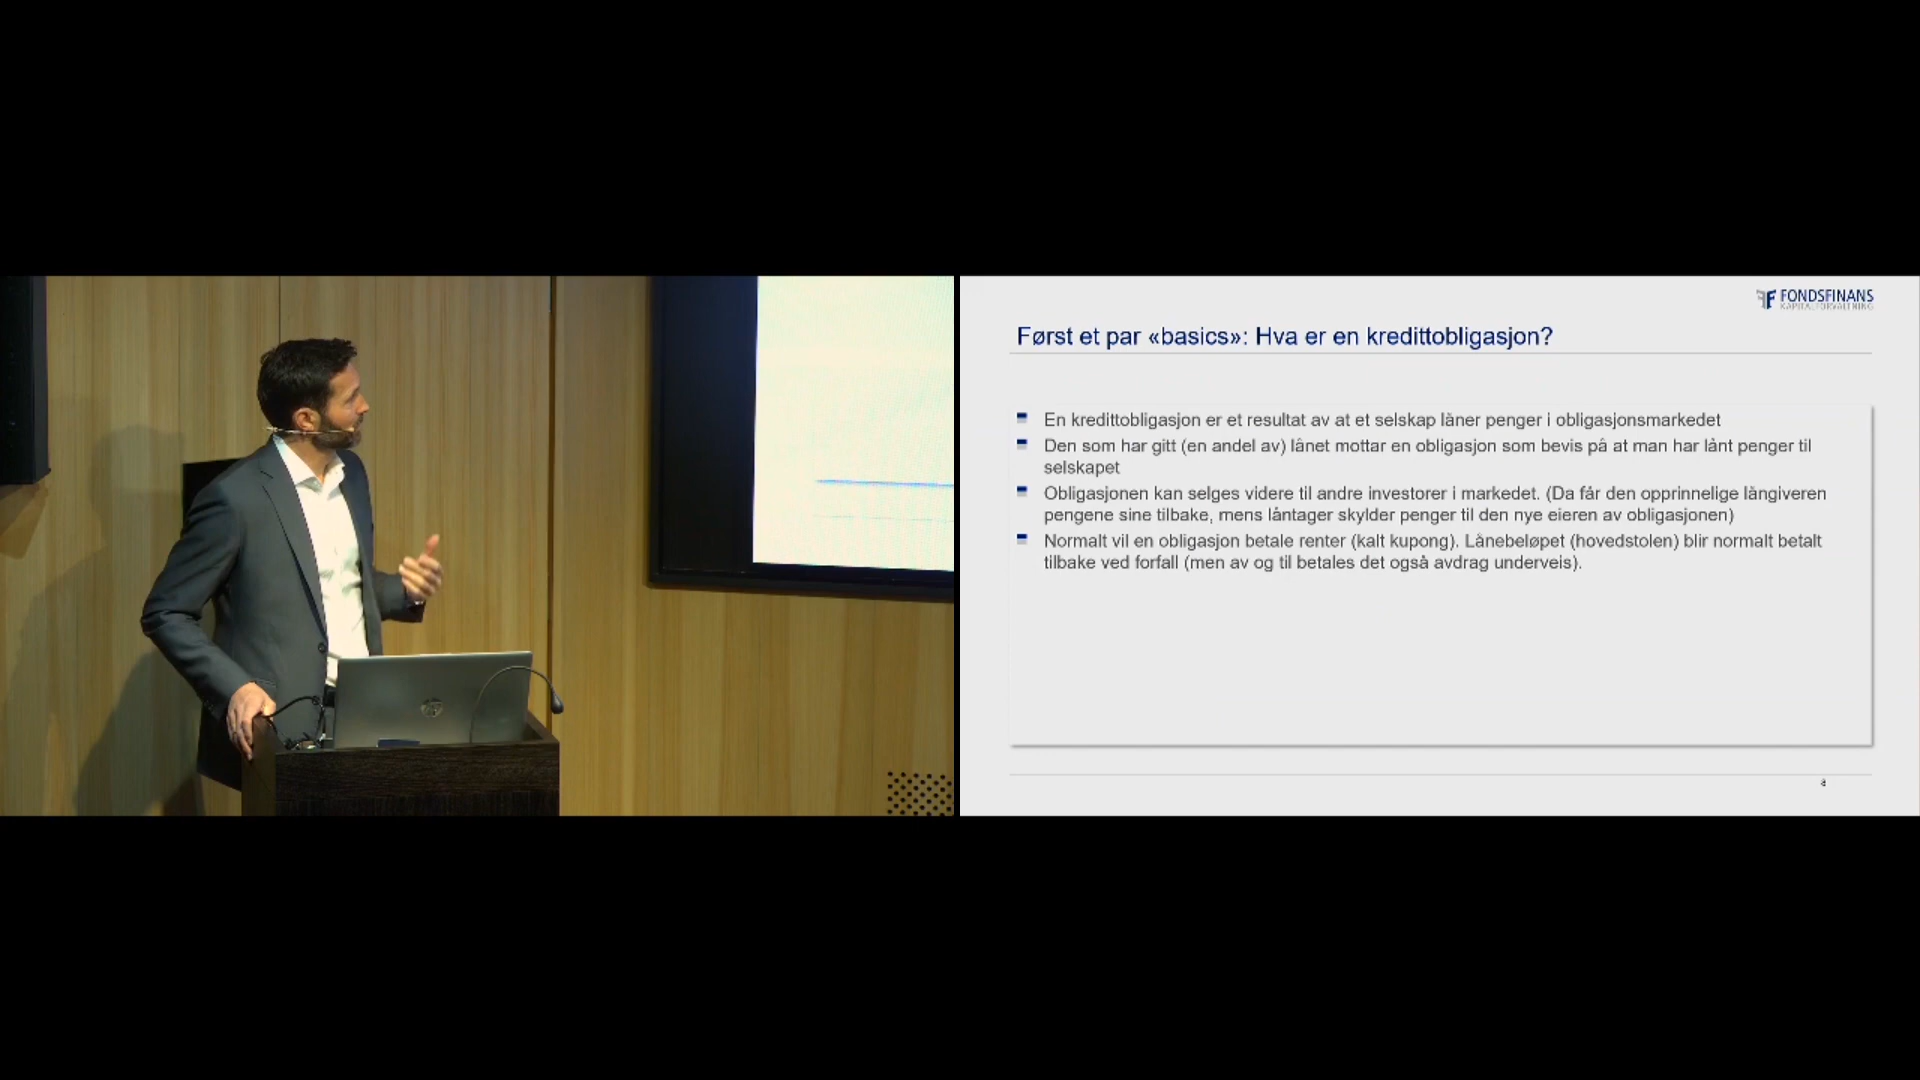 FONDSFINANS
KAPITALFORVALTNING
Først et par «basics»: Hva er en kredittobligasjon?
En kredittobligasjon er et resultat av at et selskap låner penger i obligasjonsmarkedet
Den som har gitt (en andel av) lånet mottar en obligasjon som bevis på at man har lånt penger til
selskapet
Obligasjonen kan selges videre til andre investorer i markedet. (Da får den opprinnelige långiveren
pengene sine tilbake, mens låntager skylder penger til den nye eieren av obligasjonen)
Normalt vil en obligasjon betale renter (kalt kupong). Lånebeløpet (hovedstolen) blir normalt betalt
tilbake ved forfall (men av og til betales det også avdrag underveis).
hp